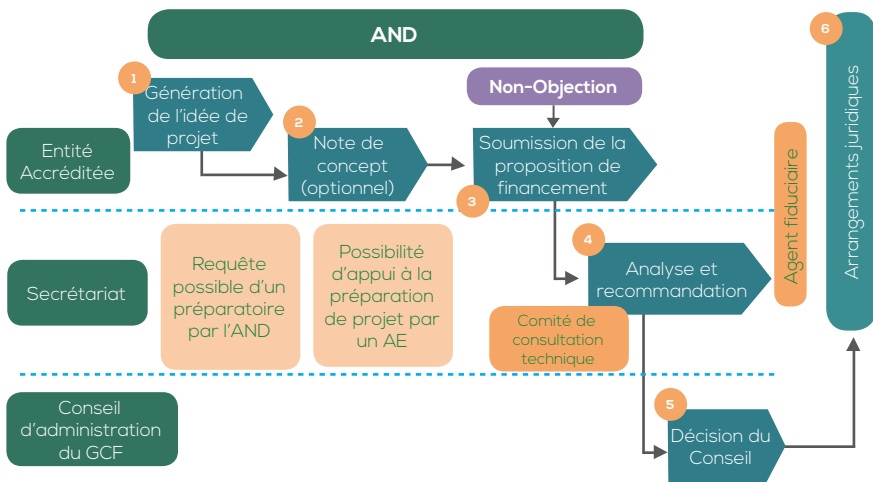 AND
6
1
Génération
de l'idée de
projet
Non-Objection
2
Note de
concept
(optionnel)
Soumission de la
proposition de
financement
3
Entité
Accréditée
Agent fiduciaire
Arrangements juridiques
Secrétariat
Requête
possible d'un
préparatoire
par l'AND
Possibilité
d'appui à la
préparation
de projet par
un AE
4
Analyse et
recommandation
Comité de
consultation
technique
Conseil
d'administration
du GCF
5
Décision du
Conseil